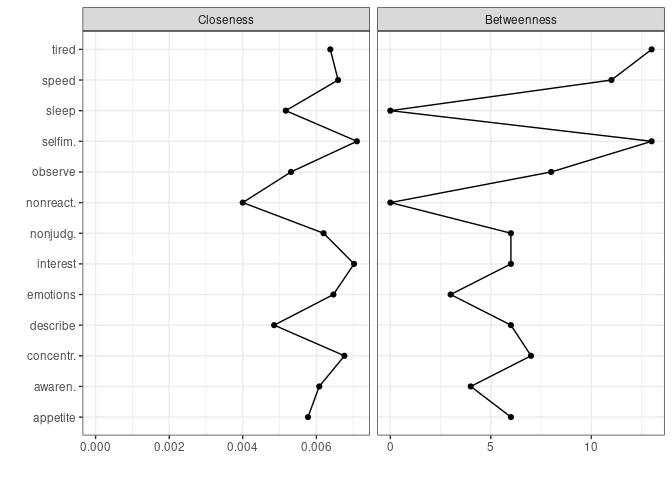 Closeness
Betweenness
tired
speed
sleep
selfim.
observe
nonreact.
nonjudg.
interest
emotions
describe
concentr.
awaren.
appetite
0.000 0.002 0.004 0.006
0 5 10